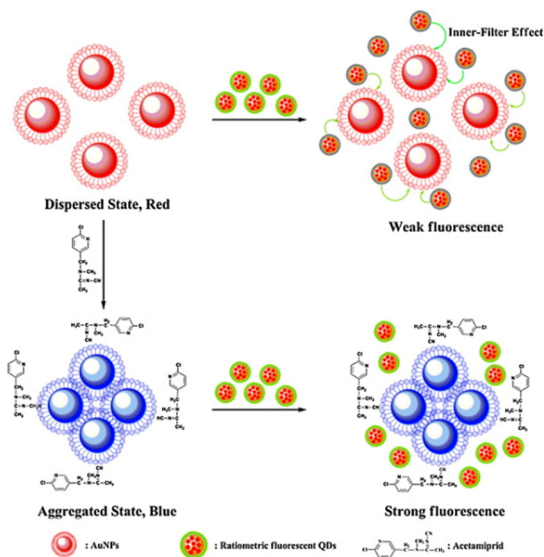 Inner-Filter Effect
Dispersed State, Red
Weak fluorescence
Aggregated State, Blue
Strong fluorescence
: AuNPs
: Ratiometric fluorescent QDs
: Acetamiprid